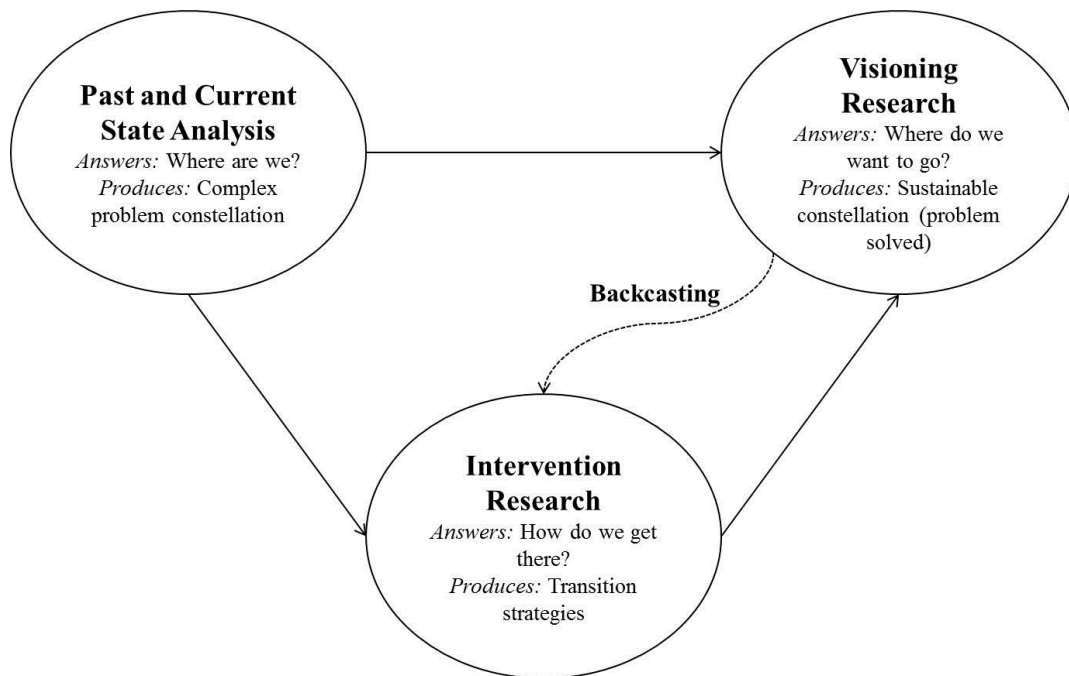 Past and Current
State Analysis
Answers: Where are we?
Produces: Complex
problem constellation
Visioning
Research
Answers: Where do we
want to go?
Produces: Sustainable
constellation (problem
solved)
Backcasting
Intervention
Research
Answers: How do we get
there?
Produces: Transition
strategies